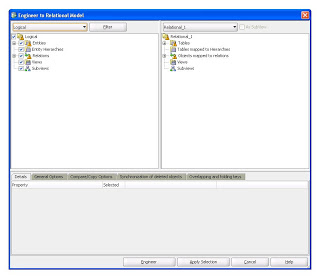 Engineer to Relational Model
Logical
Filter
Relational_1
As Subview
Logical
Entities
Entity Hierarchies
Relations
Views
Subviews
Relational_1
Tables
Tables mapped to Hierarchies
Objects mapped to relations
Views
Subviews
Details
General Options
Compare/Copy Options
Synchronization of deleted objects
Overlapping and folding keys
Property
Selected
Engineer
Apply Selection
Cancel
Help